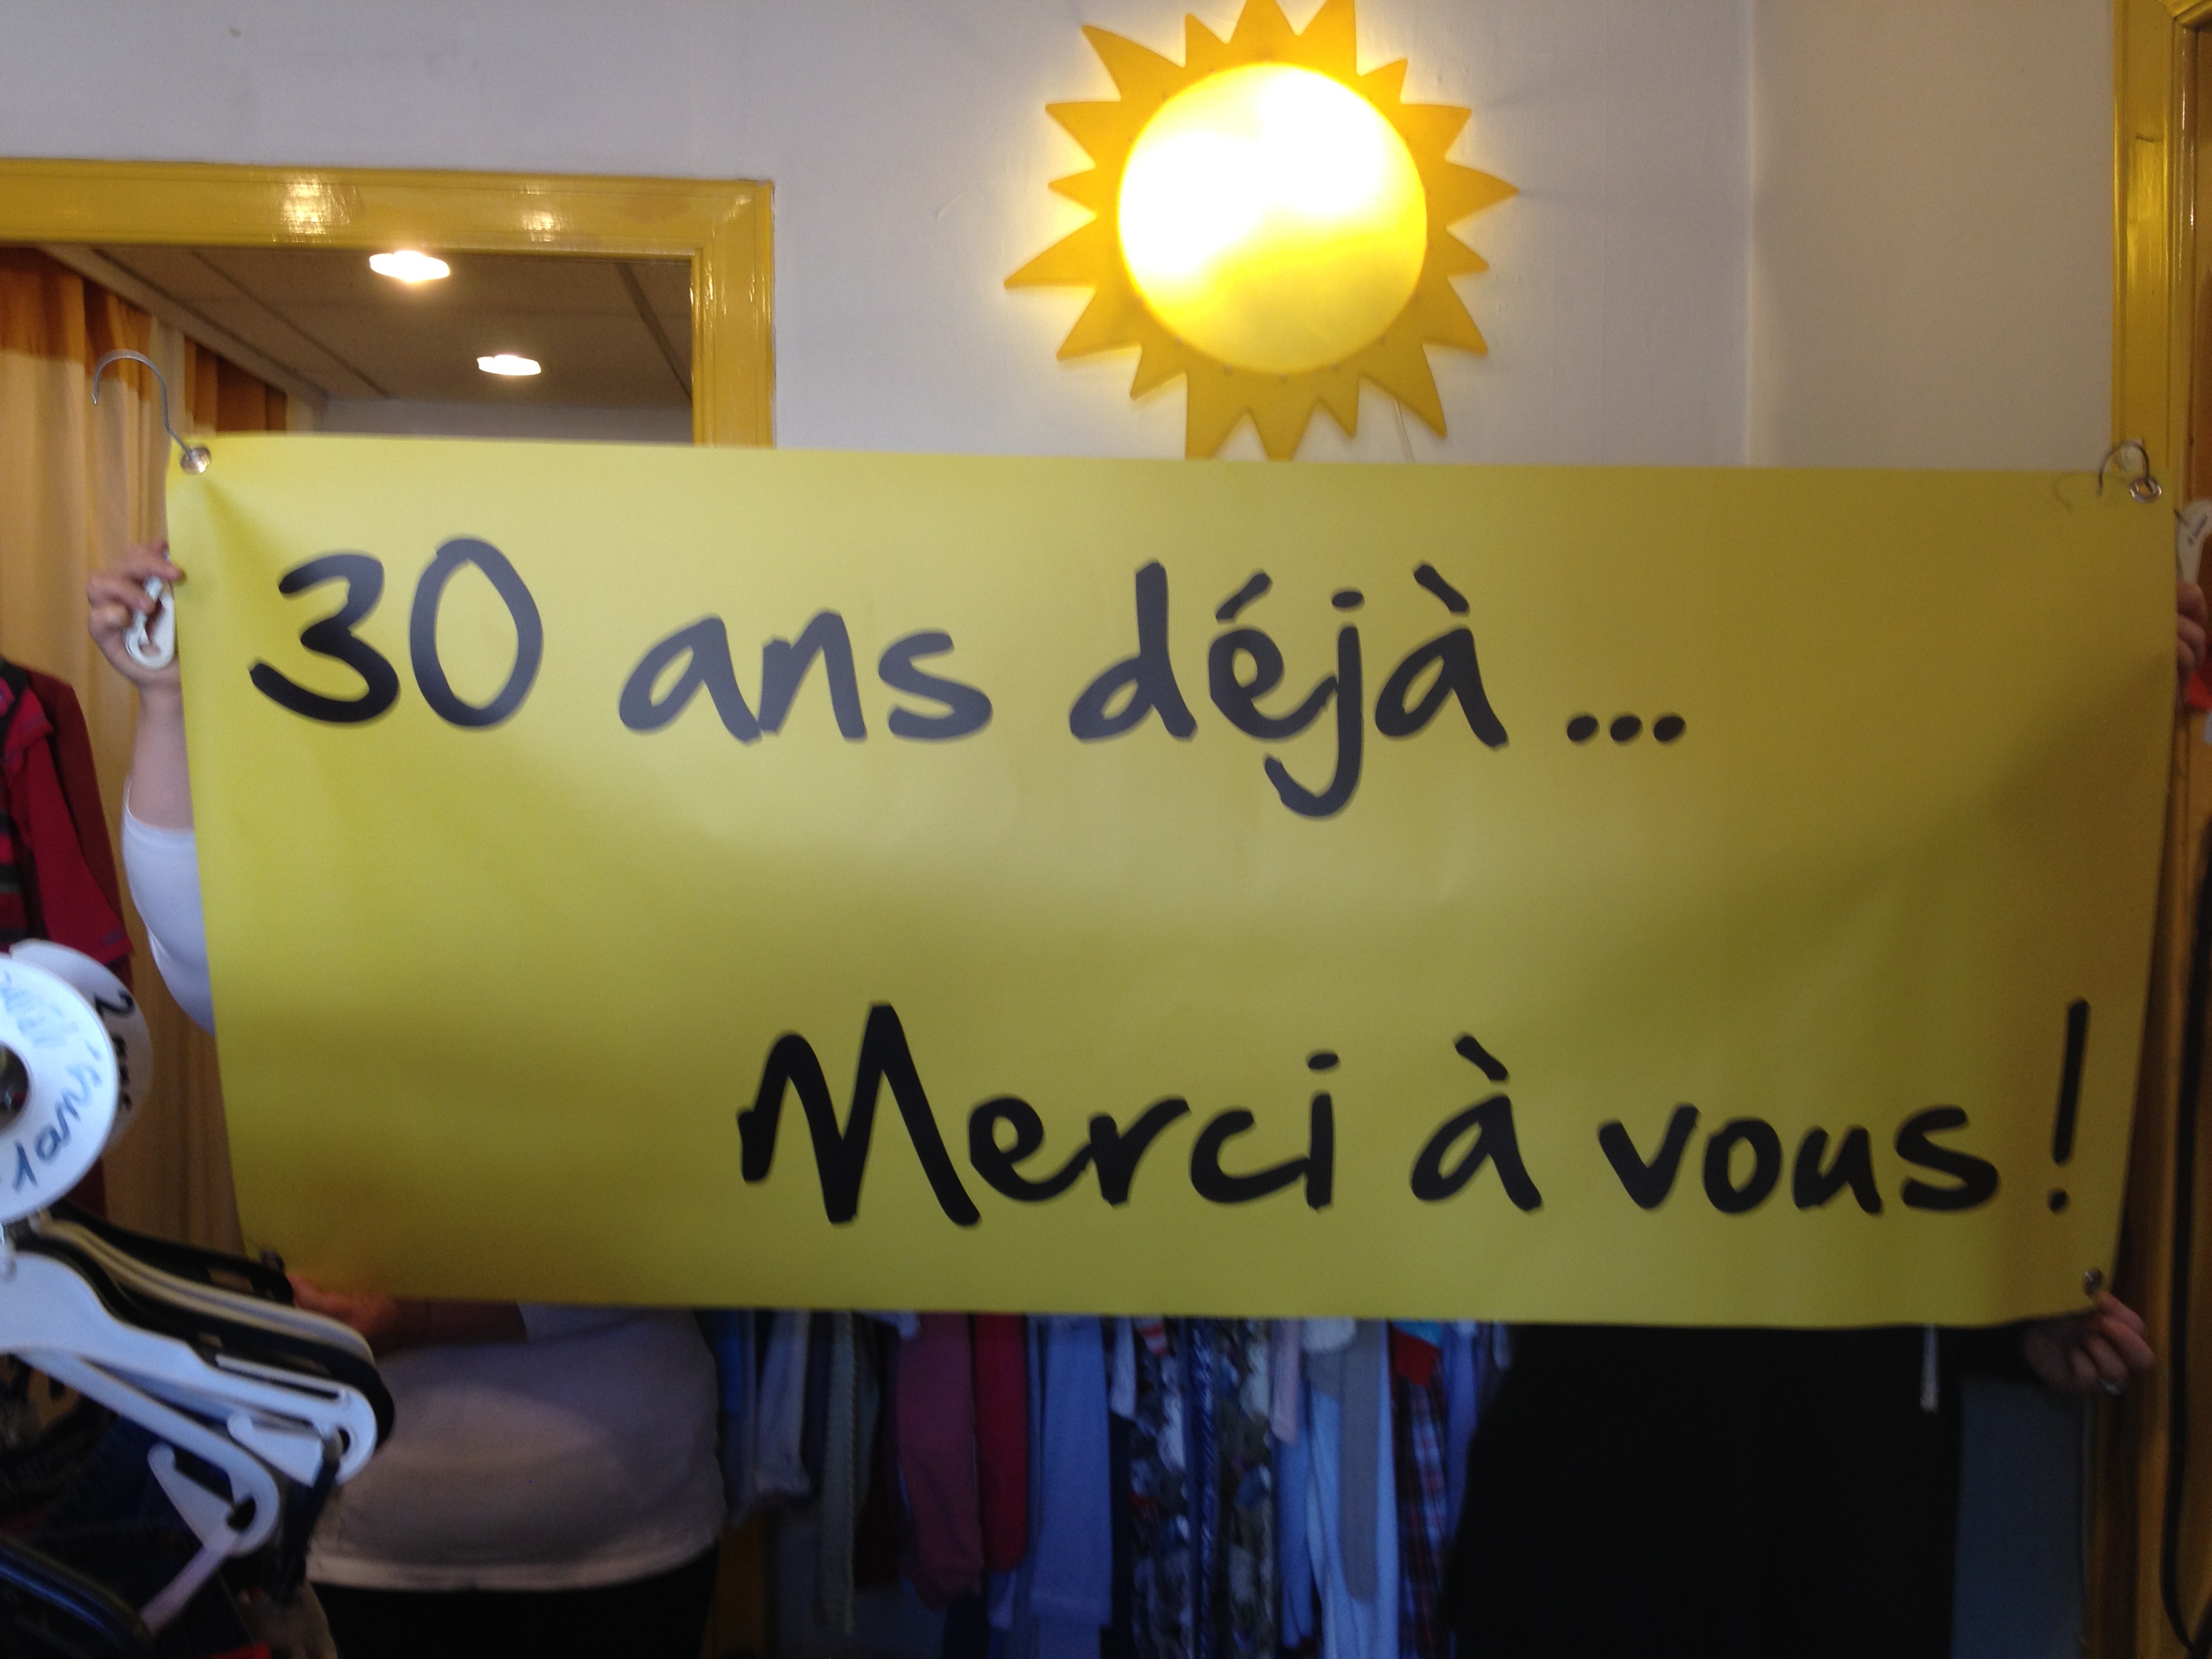 30 ans déjà ...
Merci à vous !